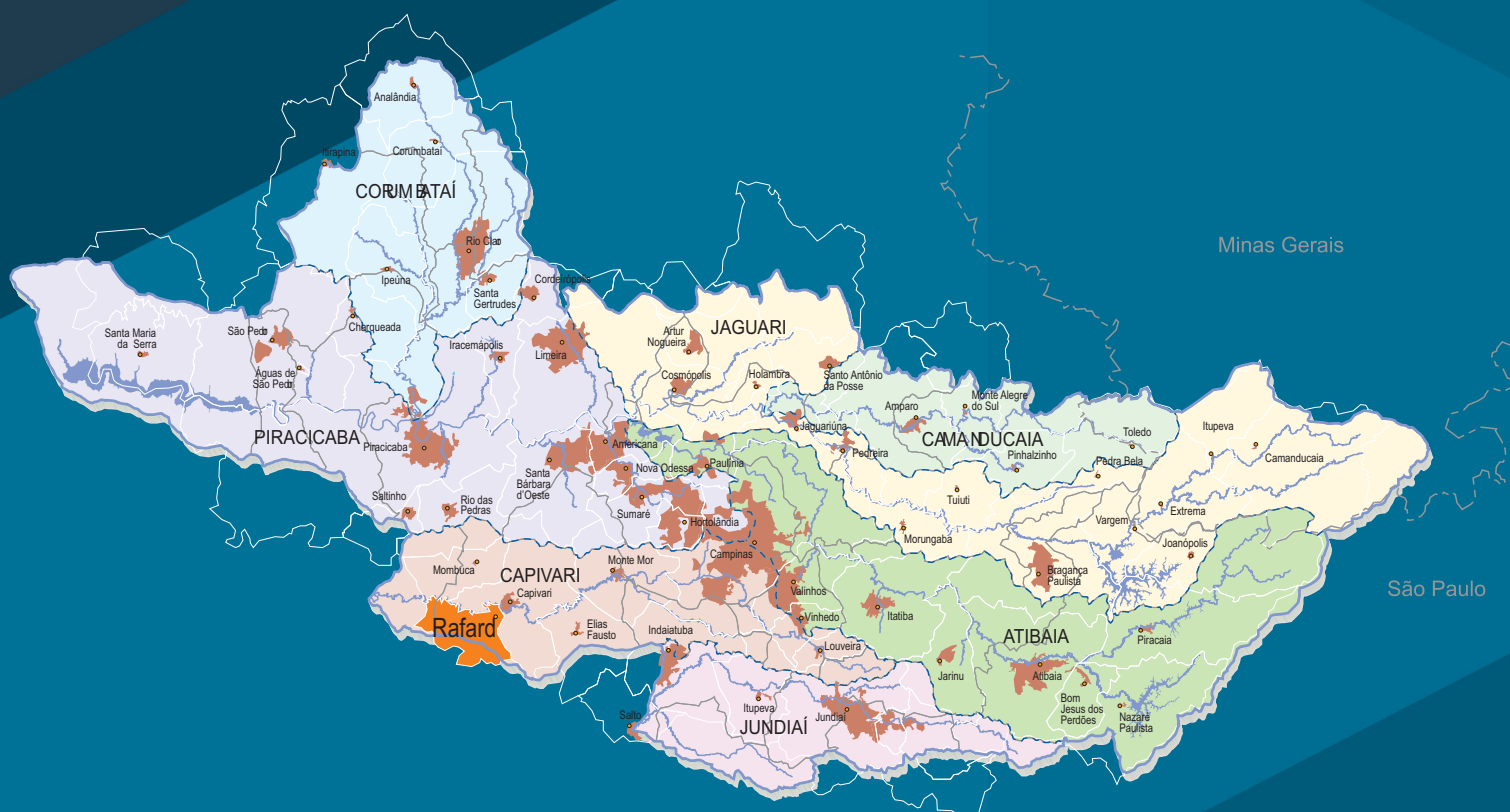 Analândia
Corumbataí
Itirapina
CORUMBATAÍ
Rio Claro
Ipeúna
Santa
Gertrudes
Cordeirópolis
Minas Gerais
Charqueada
Santa Maria
da Serra
São Pedro
Águas de
São Pedro
Iracemápolis
Limeira
Artur
Nogueira
JAGUARI
Cosmópolis
Holambra
Santo Antônio
da Posse
Monte Alegre
do Sul
Amparo
CAMANDUCAIA
Pinhalzinho
Toledo
Pedra Bela
Itupeva
Camanducaia
PIRACICABA
Piracicaba
Americana
Jaguariúna
Pedreira
Nova Odessa
Paulínia
Santa
Bárbara
d'Oeste
Sumaré
Hortolândia
Saltinho
Rio das
Pedras
Tuiuti
Vargem
Extrema
Morungaba
Joanópolis
Campinas
Bragança
Paulista
São Paulo
Mombuca
CAPIVARI
Capivari
Monte Mor
Valinhos
Rafard
Elias
Fausto
Indaiatuba
Vinhedo
Itatiba
Louveira
ATIBAIA
Piracaia
Jarinu
Atibaia
Bom
Jesus dos
Perdões
Nazaré
Paulista
Salto
Itupeva
Jundiaí
JUNDIAÍ